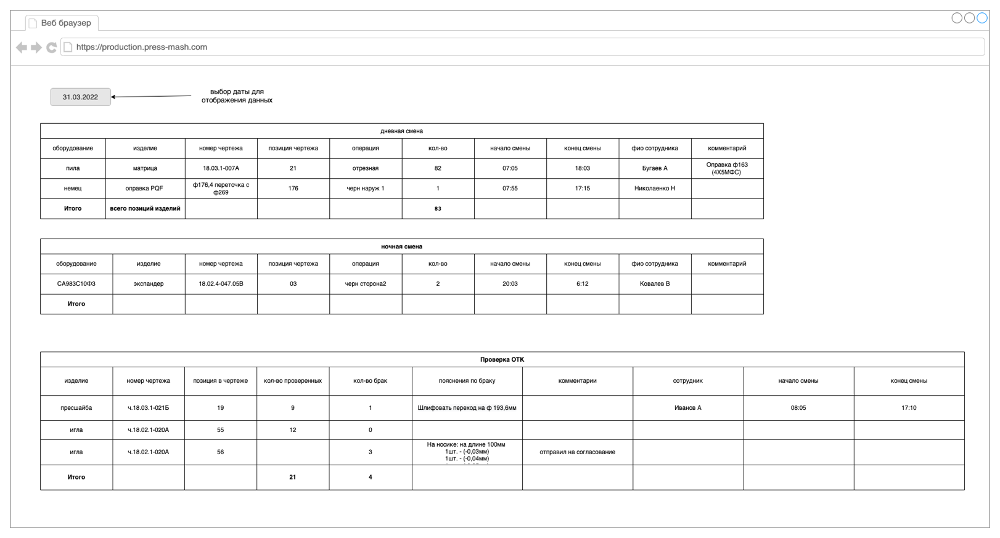 Веб браузер
https://production.press-mash.com
31.03.2022
выбор даты для
отображения данных
дневная смена
оборудование изделие номер чертежа позиция чертежа операция кол-во начало смены конец смены фио сотрудника комментарий
пила матрица 18.03.1-007А 21 отрезная 82 07:05 18:03 Бугаев А Оправка ф163
(4Х5МФС)
немец оправка PQF ф176,4 переточка с
ф269 176 черн наруж 1 1 07:55 17:15 Николаенко Н
Итого всего позиций изделий 83
ночная смена
оборудование изделие номер чертежа позиция чертежа операция кол-во начало смены конец смены фио сотрудника комментарий
СА983С10Ф3 экспандер 18.02.4-047.05В 03 черн сторона2 2 20:03 6:12 Ковалев В
Итого
Проверка ОТК
изделие номер чертежа позиция в чертеже кол-во проверенных кол-во брак пояснения по браку комментарии сотрудник начало смены конец смены
пресшайба ч.18.03.1-021Б 19 9 1 Шлифовать переход на ф 193,6мм Иванов А 08:05 17:10
игла ч.18.02.1-020А 55 12 0
игла ч.18.02.1-020А 56 3 На носике: на длине 100мм
1шт. - (-0,03мм)
1шт. - (-0,04мм)
отправил на согласование
Итого 21 4